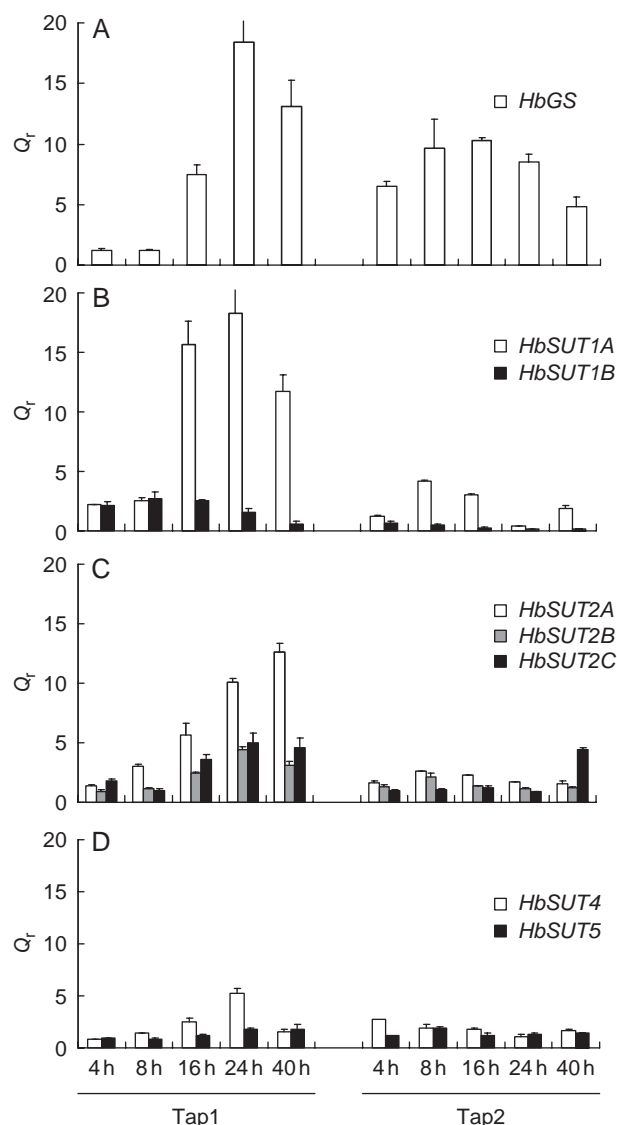 A
20
15
10
5
0
Qr
HbGS
B
20
15
10
5
0
Qr
HbSUT1A
HbSUT1B
C
20
15
10
5
0
Qr
HbSUT2A
HbSUT2B
HbSUT2C
D
20
15
10
5
0
Qr
HbSUT4
HbSUT5
4 h 8 h 16 h 24 h 40 h 4 h 8 h 16 h 24 h 40 h
Tap1 Tap2